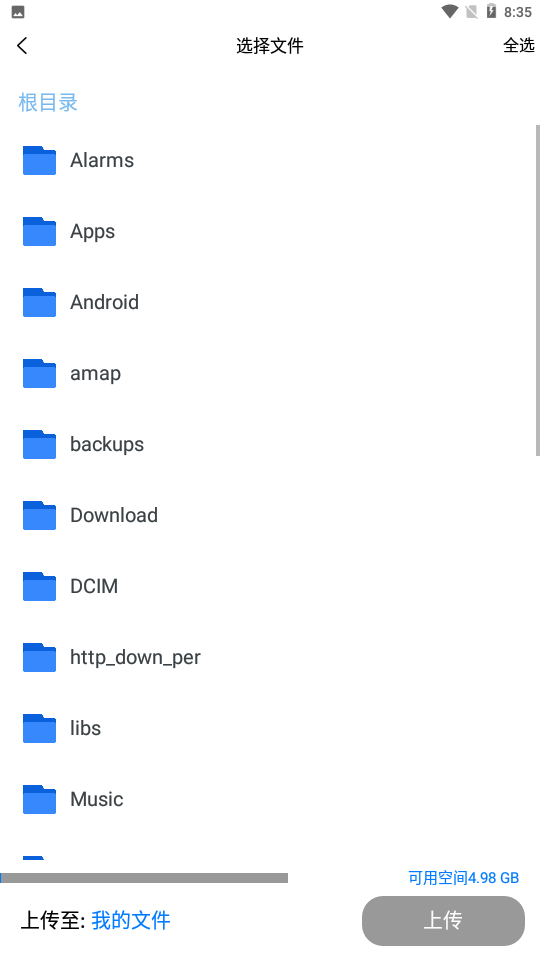 8:35
选择文件
全选
根目录
Alarms
Apps
Android
amap
backups
Download
DCIM
http_down_per
libs
Music
可用空间4.98 GB
上传至: 我的文件
上传